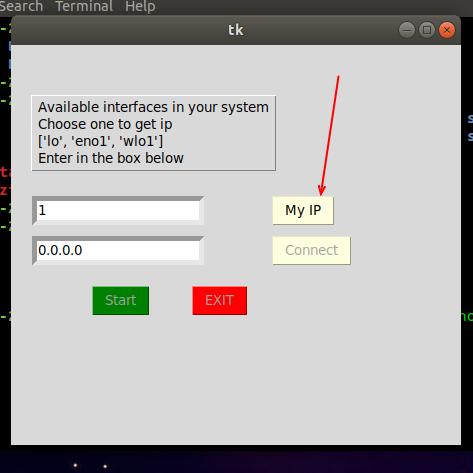 Search Terminal Help
tk
Available interfaces in your system
Choose one to get ip
['lo', 'eno1', 'wlo1']
Enter in the box below
1
My IP
0.0.0.0
Connect
Start
EXIT